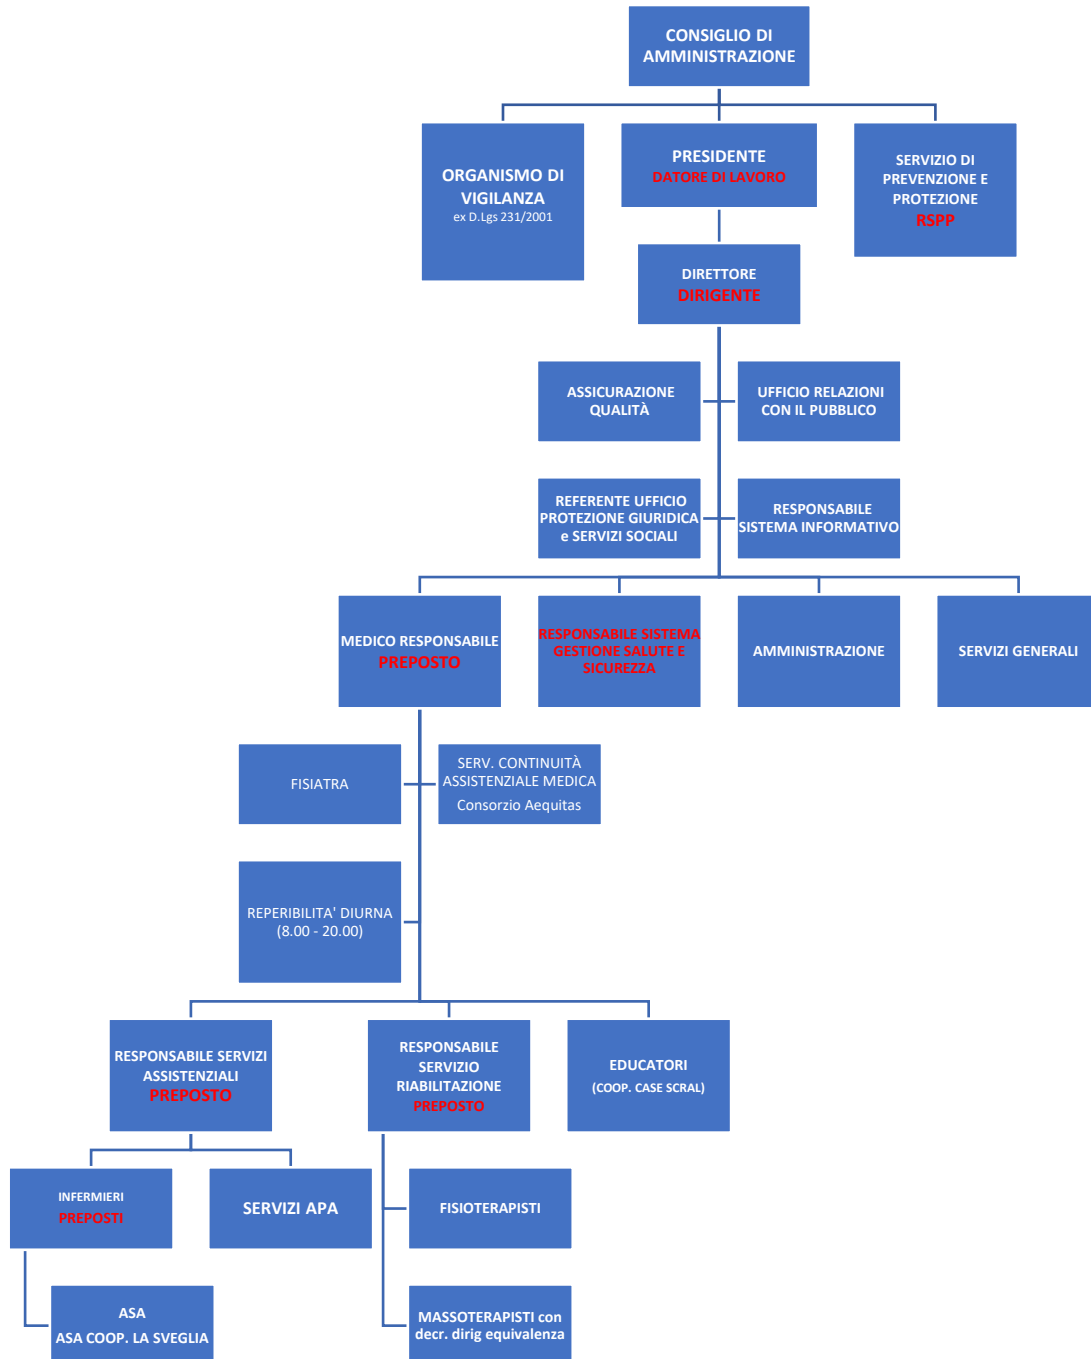 CONSIGLIO DI
AMMINISTRAZIONE
ORGANISMO DI
VIGILANZA
ex D.Lgs 231/2001
PRESIDENTE
DATORE DI LAVORO
SERVIZIO DI
PREVENZIONE E
PROTEZIONE
RSPP
DIRETTORE
DIRIGENTE
ASSICURAZIONE
QUALITÀ
UFFICIO RELAZIONI
CON IL PUBBLICO
REFERENTE UFFICIO
PROTEZIONE GIURIDICA
e SERVIZI SOCIALI
RESPONSABILE
SISTEMA INFORMATIVO
MEDICO RESPONSABILE
PREPOSTO
RESPONSABILE SISTEMA
GESTIONE SALUTE E
SICUREZZA
AMMINISTRAZIONE
SERVIZI GENERALI
FISIATRA
SERV. CONTINUITÀ
ASSISTENZIALE MEDICA
Consorzio Aequitas
REPERIBILITA' DIURNA
(8.00 - 20.00)
RESPONSABILE SERVIZI
ASSISTENZIALI
PREPOSTO
RESPONSABILE
SERVIZIO
RIABILITAZIONE
PREPOSTO
EDUCATORI
(COOP. CASE SCRAL)
INFERMIERI
PREPOSTI
SERVIZI APA
FISIOTERAPISTI
ASA
ASA COOP. LA SVEGLIA
MASSOTERAPISTI con
decr. dirig equivalenza